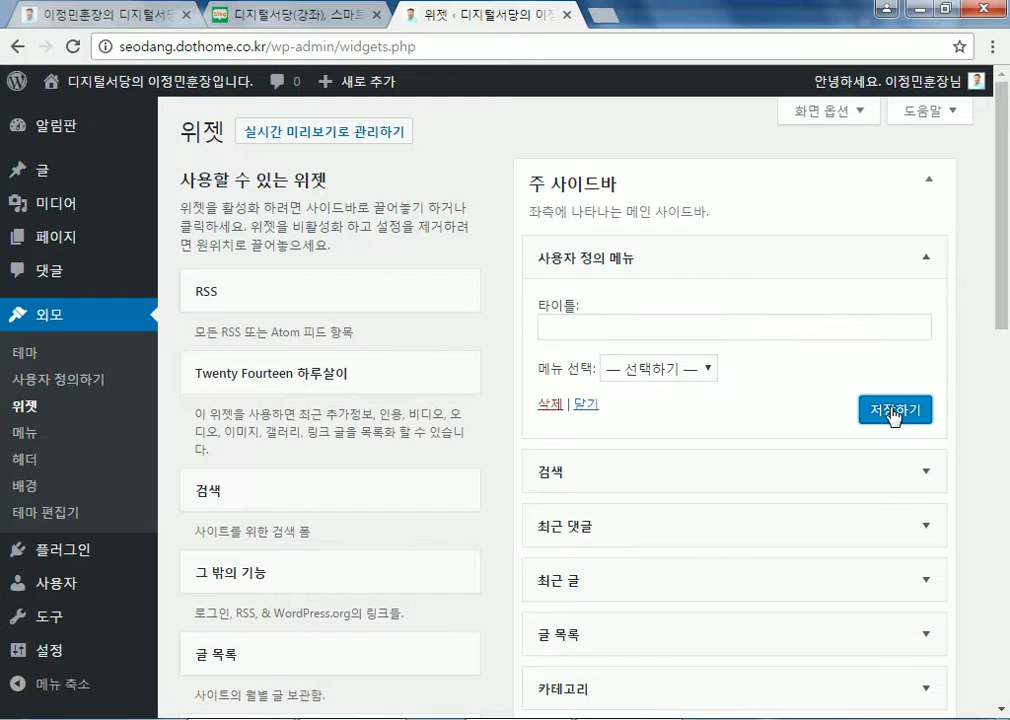 이정민훈장의 디지털서당
디지털서당(강좌), 스마트
위젯 ‹ 디지털서당의 이정
seodang.dothome.co.kr/wp-admin/widgets.php
디지털서당의 이정민훈장입니다.
0
새로 추가
안녕하세요. 이정민훈장님
알림판
글
미디어
페이지
댓글
외모
테마
사용자 정의하기
위젯
메뉴
헤더
배경
테마 편집기
플러그인
사용자
도구
설정
메뉴 축소
화면 옵션
도움말
위젯
실시간 미리보기로 관리하기
사용할 수 있는 위젯
위젯을 활성화 하려면 사이드바로 끌어놓기 하거나
클릭하세요. 위젯을 비활성화 하고 설정을 제거하려
면 원위치로 끌어놓으세요.
RSS
모든 RSS 또는 Atom 피드 항목
Twenty Fourteen 하루살이
이 위젯을 사용하면 최근 추가정보, 인용, 비디오, 오
디오, 이미지, 갤러리, 링크 글을 목록화 할 수 있습니
다.
검색
사이트를 위한 검색 폼
그 밖의 기능
로그인, RSS, & WordPress.org의 링크들.
글 목록
사이트의 월별 글 보관함.
주 사이드바
좌측에 나타나는 메인 사이드바.
사용자 정의 메뉴
타이틀:
메뉴 선택: — 선택하기 —
삭제 | 닫기
저장하기
검색
최근 댓글
최근 글
글 목록
카테고리